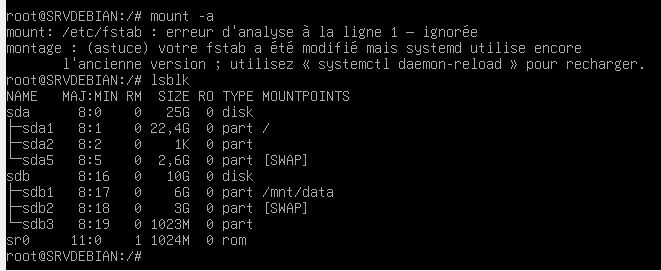 root@SRVDEBIAN:/# mount -a
mount: /etc/fstab : erreur d'analyse à la ligne 1 – ignorée
montage : (astuce) votre fstab a été modifié mais systemd utilise encore
       l'ancienne version ; utilisez « systemctl daemon-reload » pour recharger.
root@SRVDEBIAN:/# lsblk
NAME   MAJ:MIN RM  SIZE RO TYPE MOUNTPOINTS
sda      8:0    0   25G  0 disk
├─sda1   8:1    0 22,4G  0 part /
├─sda2   8:2    0    1K  0 part
└─sda5   8:5    0  2,6G  0 part [SWAP]
sdb      8:16   0   10G  0 disk
├─sdb1   8:17   0    6G  0 part /mnt/data
├─sdb2   8:18   0    3G  0 part [SWAP]
└─sdb3   8:19   0 1023M  0 part
sr0     11:0    1 1024M  0 rom
root@SRVDEBIAN:/#